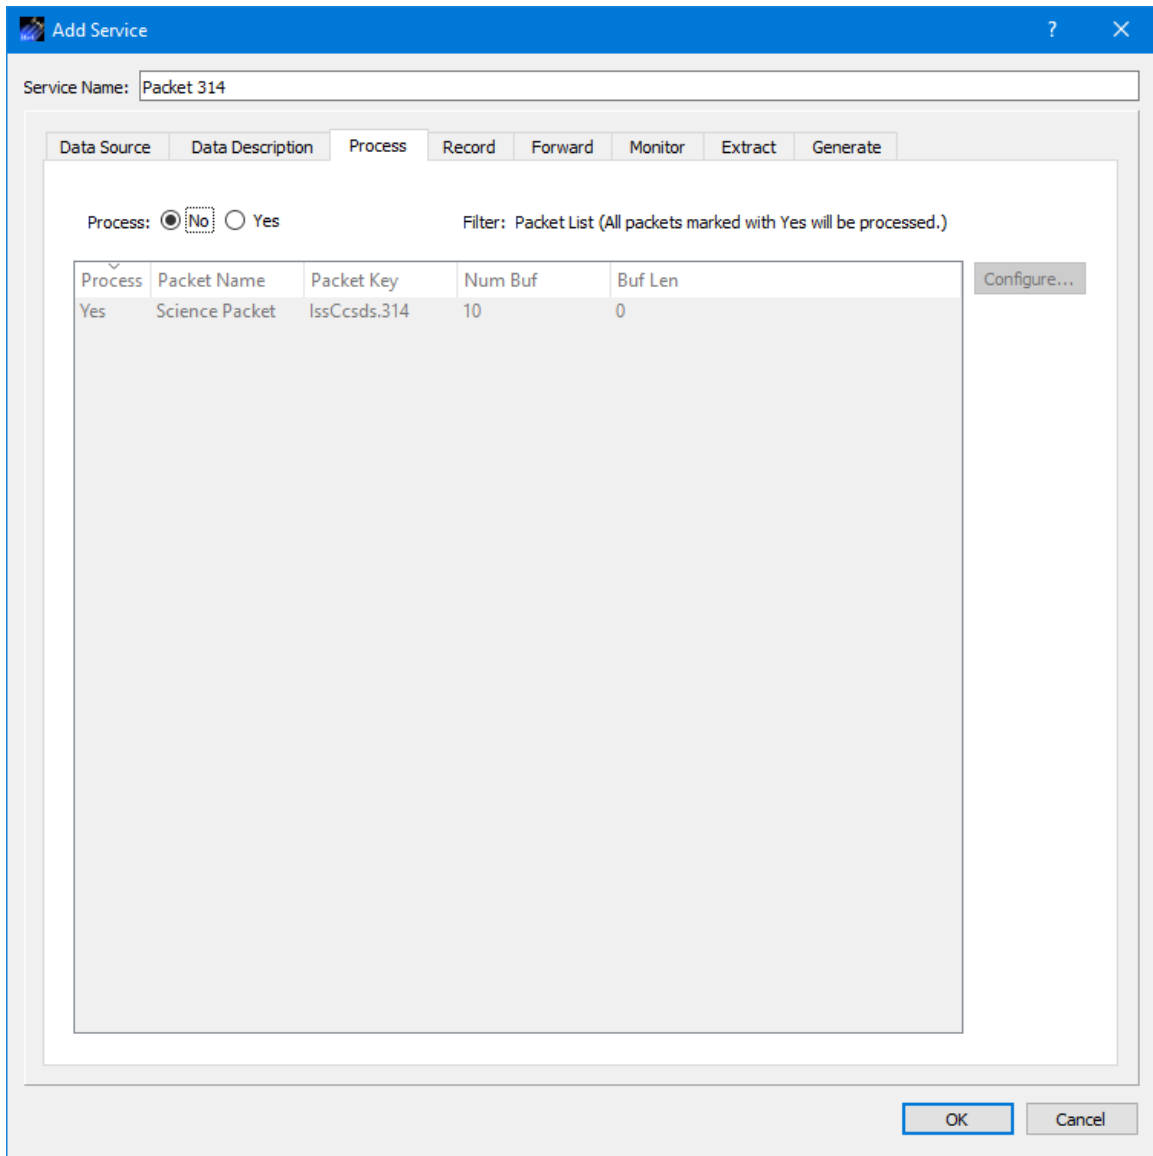 Add Service
?
Service Name: Packet 314
Data Source Data Description Process Record Forward Monitor Extract Generate
Process: No Yes Filter: Packet List (All packets marked with Yes will be processed.)
Process Packet Name Packet Key Num Buf Buf Len Configure...
Yes Science Packet IssCcsds.314 10 0
OK Cancel